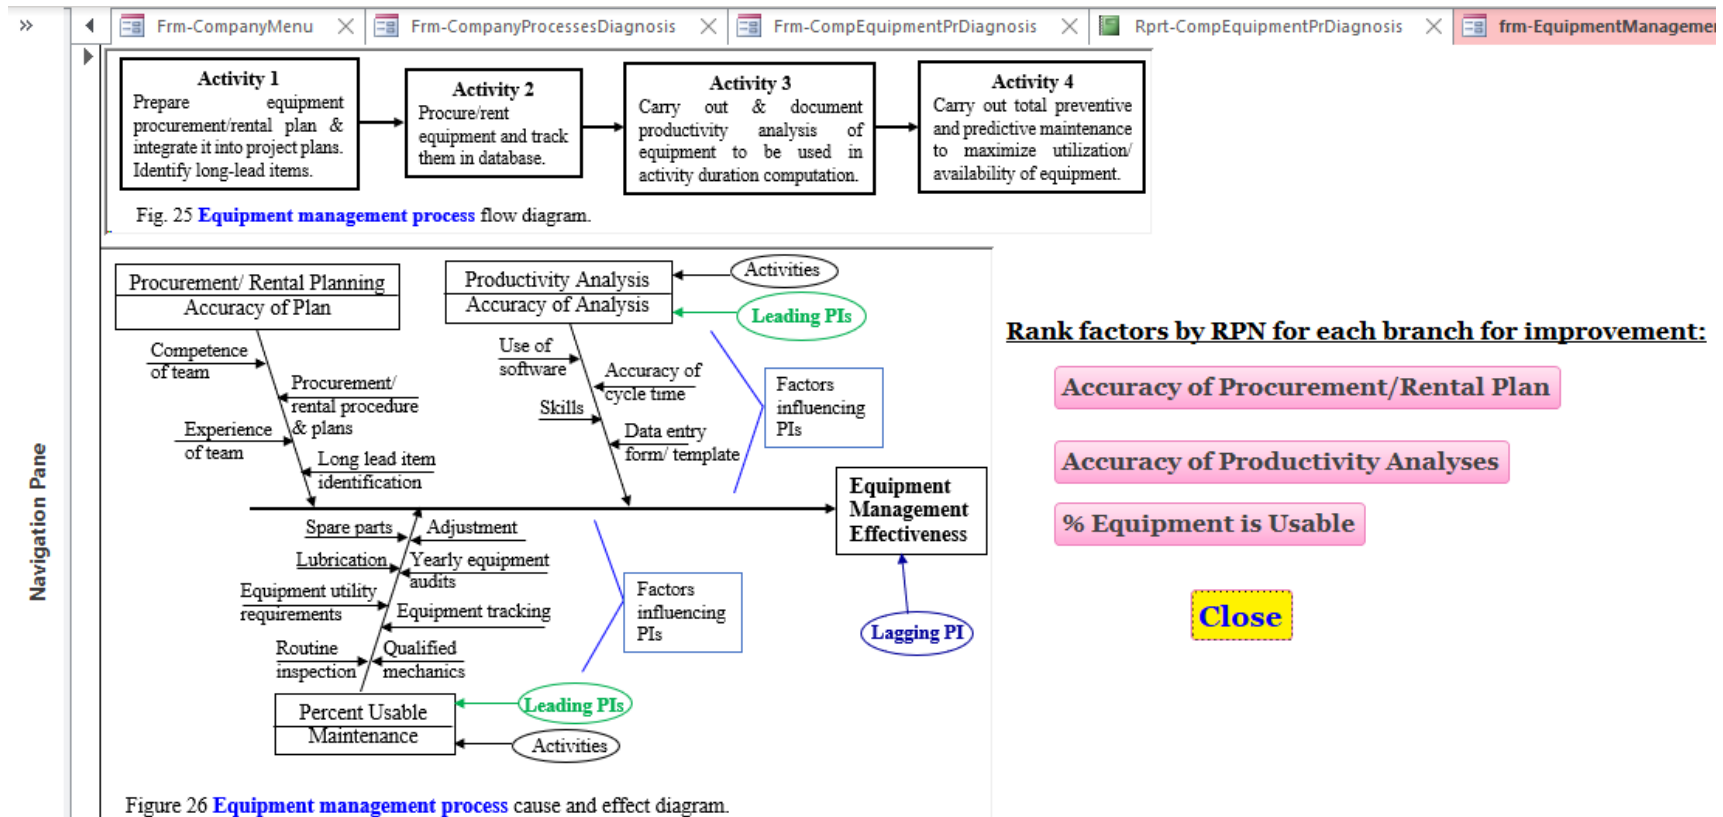 Frm-CompanyMenu
Frm-CompanyProcessesDiagnosis
Frm-CompEquipmentPrDiagnosis
Rprt-CompEquipmentPrDiagnosis
frm-EquipmentManagemen
Navigation Pane
Activity 1
Prepare equipment
procurement/rental plan &
integrate it into project plans.
Identify long-lead items.
Activity 2
Procure/rent
equipment and track
them in database.
Activity 3
Carry out & document
productivity analysis of
equipment to be used in
activity duration computation.
Activity 4
Carry out total preventive
and predictive maintenance
to maximize utilization/
availability of equipment.
Fig. 25 Equipment management process flow diagram.
Procurement/ Rental Planning
Accuracy of Plan
Productivity Analysis
Accuracy of Analysis
Activities
Leading PIs
Competence
of team
Procurement/
rental procedure
& plans
Experience
of team
Long lead item
identification
Use of
software
Accuracy of
cycle time
Skills
Data entry
form/ template
Factors
influencing
PIs
Equipment
Management
Effectiveness
Spare parts
Adjustment
Lubrication
Yearly equipment
audits
Equipment utility
requirements
Equipment tracking
Routine
inspection
Qualified
mechanics
Factors
influencing
PIs
Lagging PI
Percent Usable
Maintenance
Leading PIs
Activities
Figure 26 Equipment management process cause and effect diagram.
Rank factors by RPN for each branch for improvement:
Accuracy of Procurement/Rental Plan
Accuracy of Productivity Analyses
% Equipment is Usable
Close